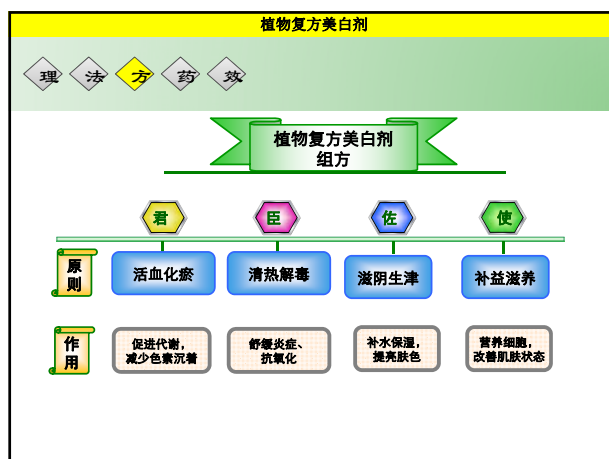 植物复方美白剂
理 法 方 药 效
植物复方美白剂
组方
君 臣 佐 使
原则
活血化瘀 清热解毒 滋阴生津 补益滋养
作用
促进代谢,
减少色素沉着
舒缓炎症、
抗氧化
补水保湿,
提亮肤色
营养细胞,
改善肌肤状态